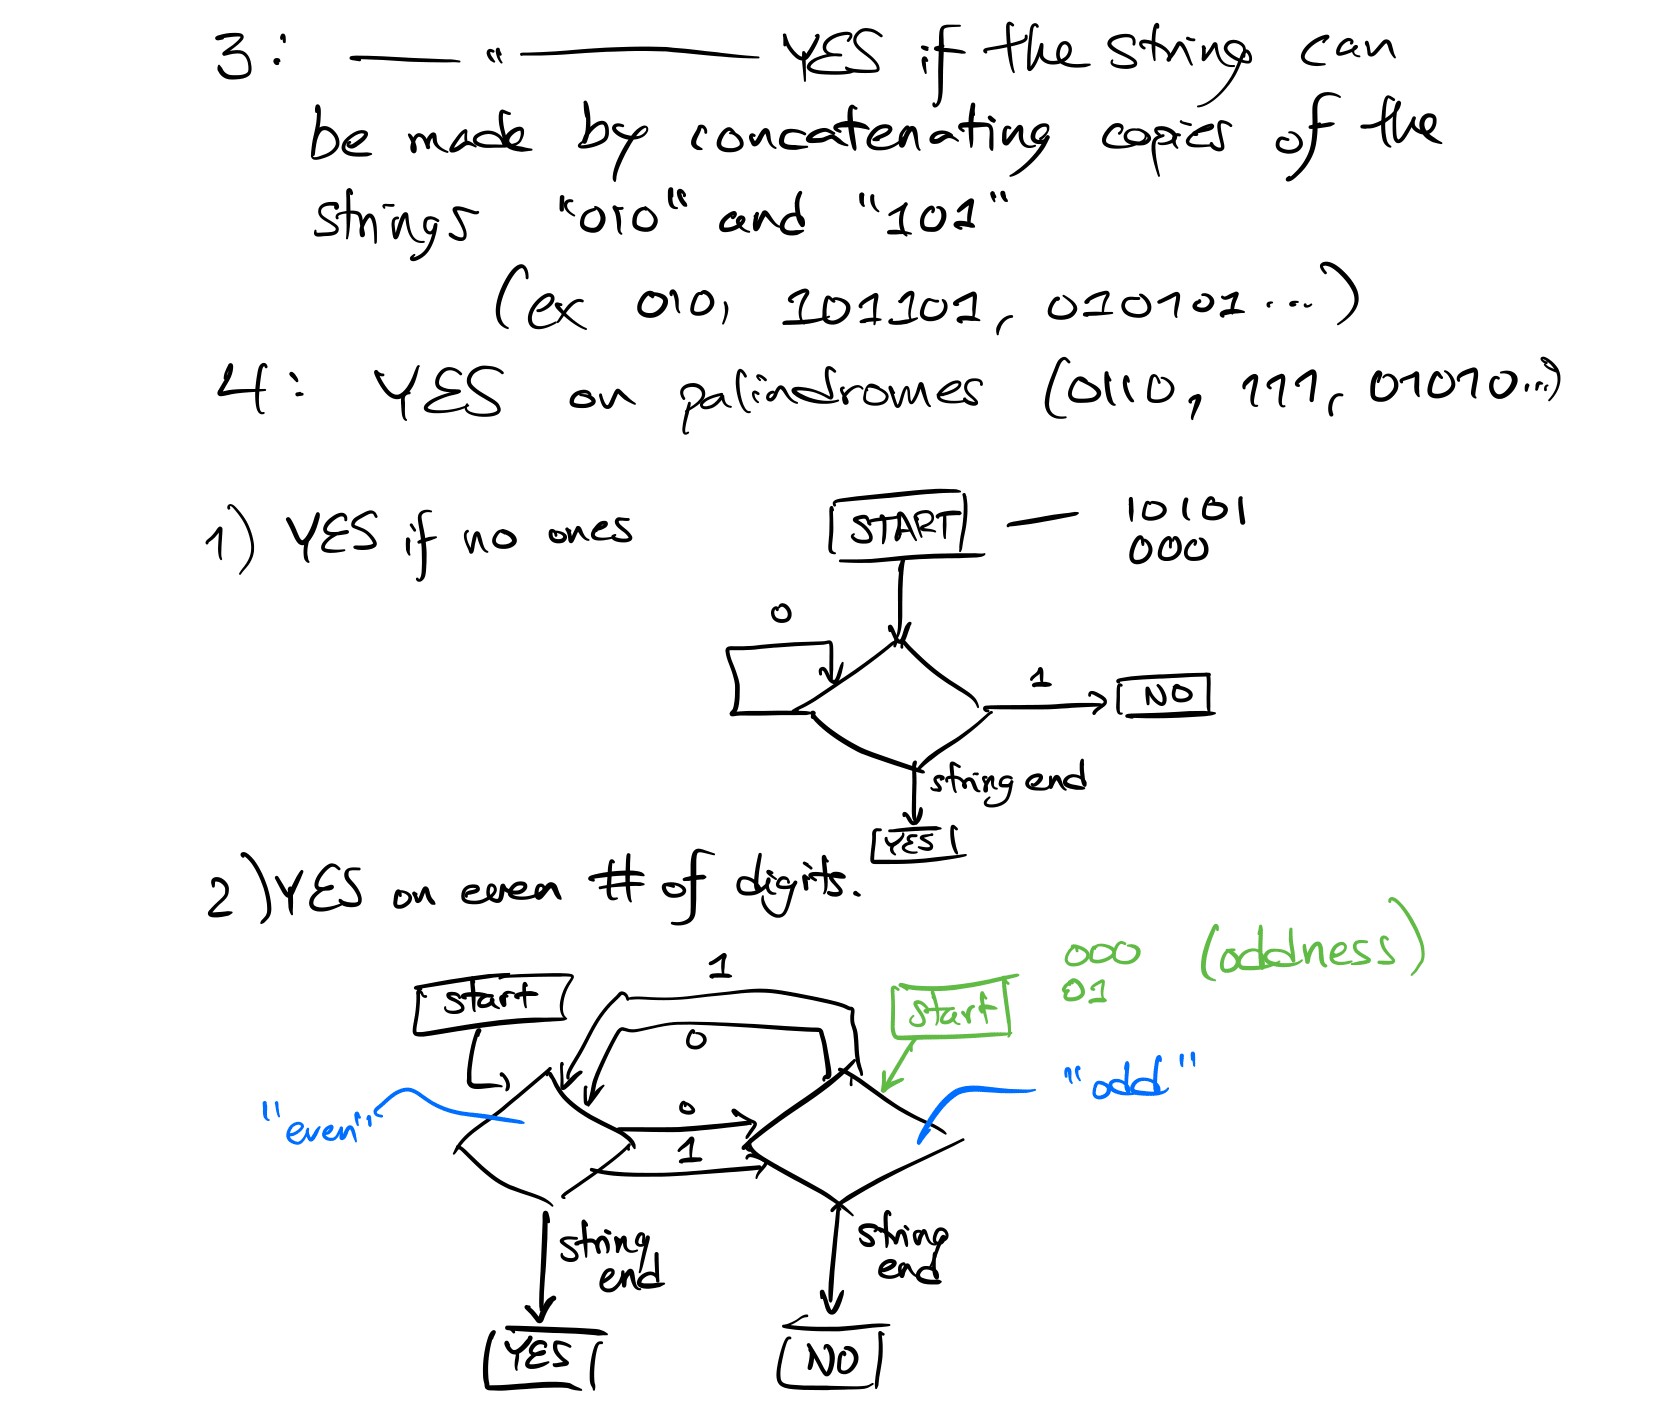 3: — " — YES if the string can
be made by concatenating copies of the
strings "010" and "101"
(ex 010, 101101, 010101...)
4: YES on palindromes (0110, 111, 01010...)
1) YES if no ones
START — 10101
000
0
1
NO
string end
YES
2) YES on even # of digits.
000 (oddness)
01
1
start
start
0
"odd"
"even"
0
1
string
end
string
end
YES
NO